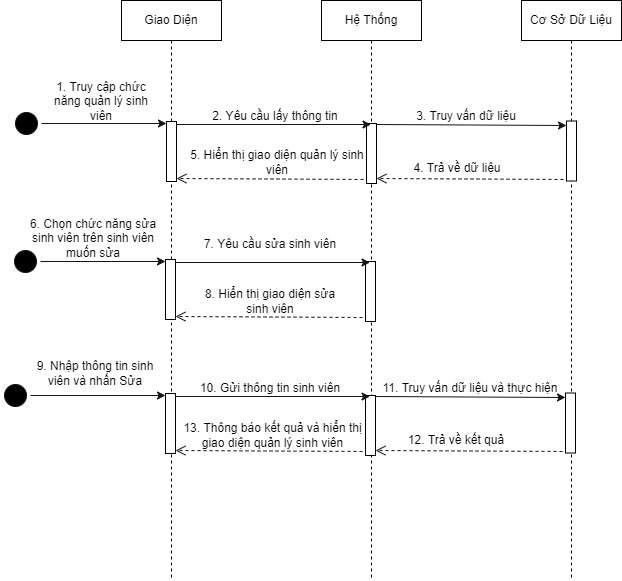 Giao Diện
Hệ Thống
Cơ Sở Dữ Liệu
1. Truy cập chức
năng quản lý sinh
viên
2. Yêu cầu lấy thông tin
3. Truy vấn dữ liệu
5. Hiển thị giao diện quản lý sinh
viên
4. Trả về dữ liệu
6. Chọn chức năng sửa
sinh viên trên sinh viên
muốn sửa
7. Yêu cầu sửa sinh viên
8. Hiển thị giao diện sửa
sinh viên
9. Nhập thông tin sinh
viên và nhấn Sửa
10. Gửi thông tin sinh viên
11. Truy vấn dữ liệu và thực hiện
13. Thông báo kết quả và hiển thị
giao diện quản lý sinh viên
12. Trả về kết quả